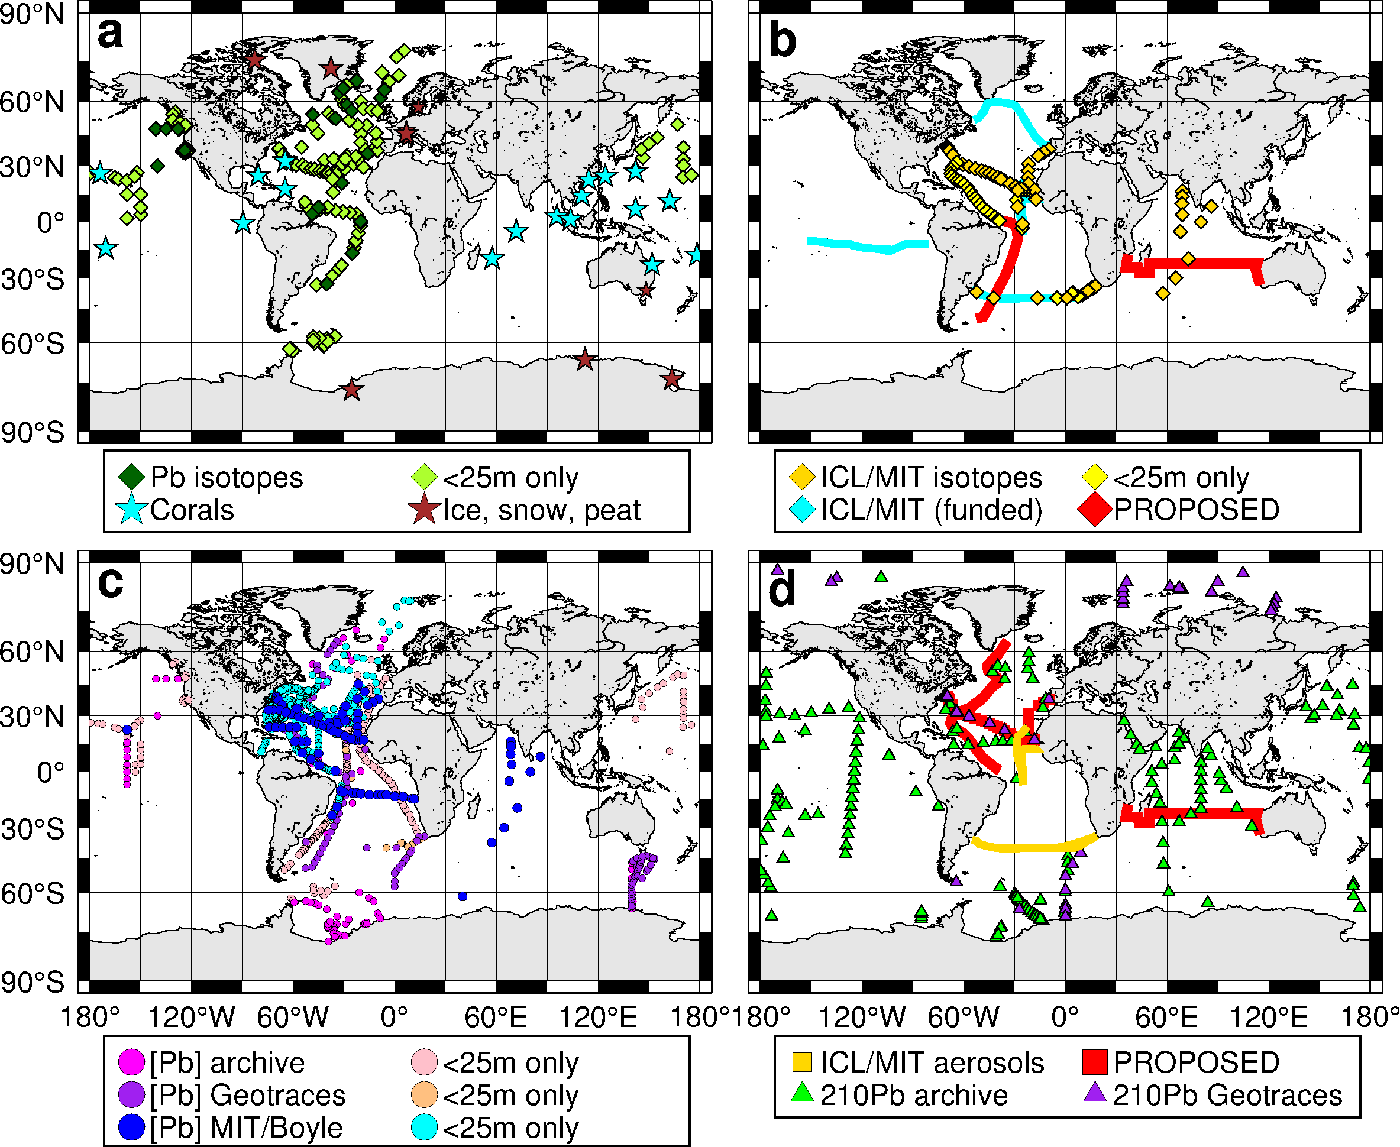 a
b
90°N
60°N
30°N
0°
30°S
60°S
90°S
Pb isotopes
<25m only
Corals
Ice, snow, peat
ICL/MIT isotopes
<25m only
ICL/MIT (funded)
PROPOSED
c
d
90°N
60°N
30°N
0°
30°S
60°S
90°S
180° 120°W 60°W 0° 60°E 120°E 180°
180° 120°W 60°W 0° 60°E 120°E 180°
[Pb] archive
<25m only
[Pb] Geotraces
<25m only
[Pb] MIT/Boyle
<25m only
ICL/MIT aerosols
PROPOSED
210Pb archive
210Pb Geotraces